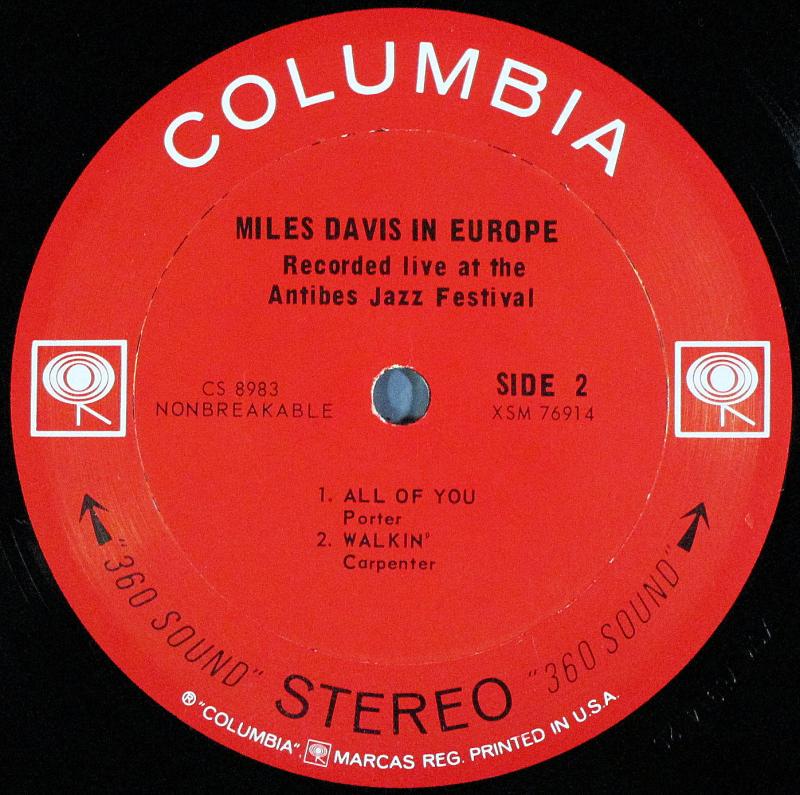 COLUMBIA
MILES DAVIS IN EUROPE
Recorded live at the
Antibes Jazz Festival
CS 8983
NONBREAKABLE
SIDE 2
XSM 76914
1. ALL OF YOU
Porter
2. WALKIN'
Carpenter
"360 SOUND" STEREO "360 SOUND"
® "COLUMBIA", MARCAS REG. PRINTED IN U.S.A.